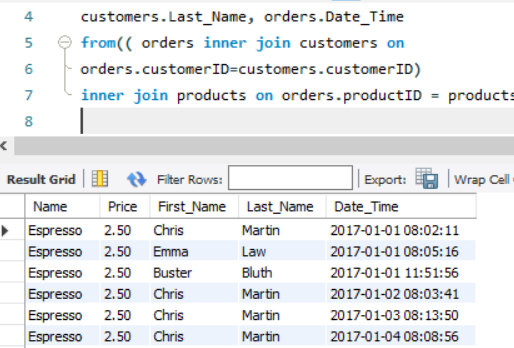 4 customers.Last_Name, orders.Date_Time
5 from(( orders inner join customers on
6 orders.customerID=customers.customerID)
7 inner join products on orders.productID = products
8
Result Grid Filter Rows: Export: Wrap Cell
Name Price First_Name Last_Name Date_Time
Espresso 2.50 Chris Martin 2017-01-01 08:02:11
Espresso 2.50 Emma Law 2017-01-01 08:05:16
Espresso 2.50 Buster Bluth 2017-01-01 11:51:56
Espresso 2.50 Chris Martin 2017-01-02 08:03:41
Espresso 2.50 Chris Martin 2017-01-03 08:13:50
Espresso 2.50 Chris Martin 2017-01-04 08:08:56